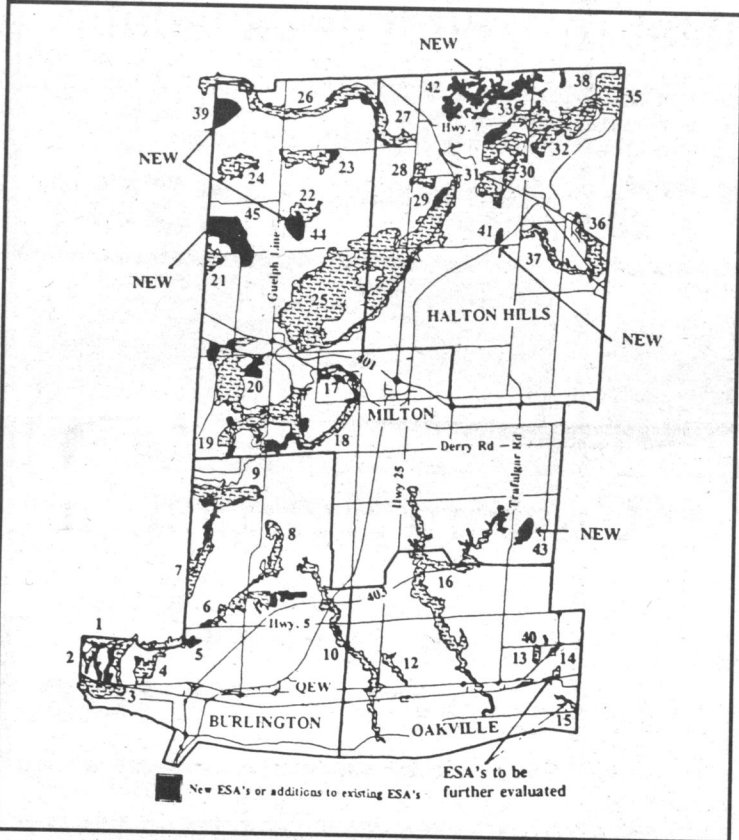 NEW
42
38
35
39
26
33
27
Hwy. 7
32
NEW
23
28
31
30
24
22
29
45
44
41
36
37
NEW
21
Guelph Line
25
HALTON HILLS
NEW
401
20
17
MILTON
19
18
Derry Rd
9
Hwy 25
Trafalgar Rd
8
NEW
43
7
16
403
6
Hwy. 5
1
40
2
5
10
13
14
4
12
3
QEW
BURLINGTON
OAKVILLE
15
New ESA's or additions to existing ESA's
ESA's to be
further evaluated